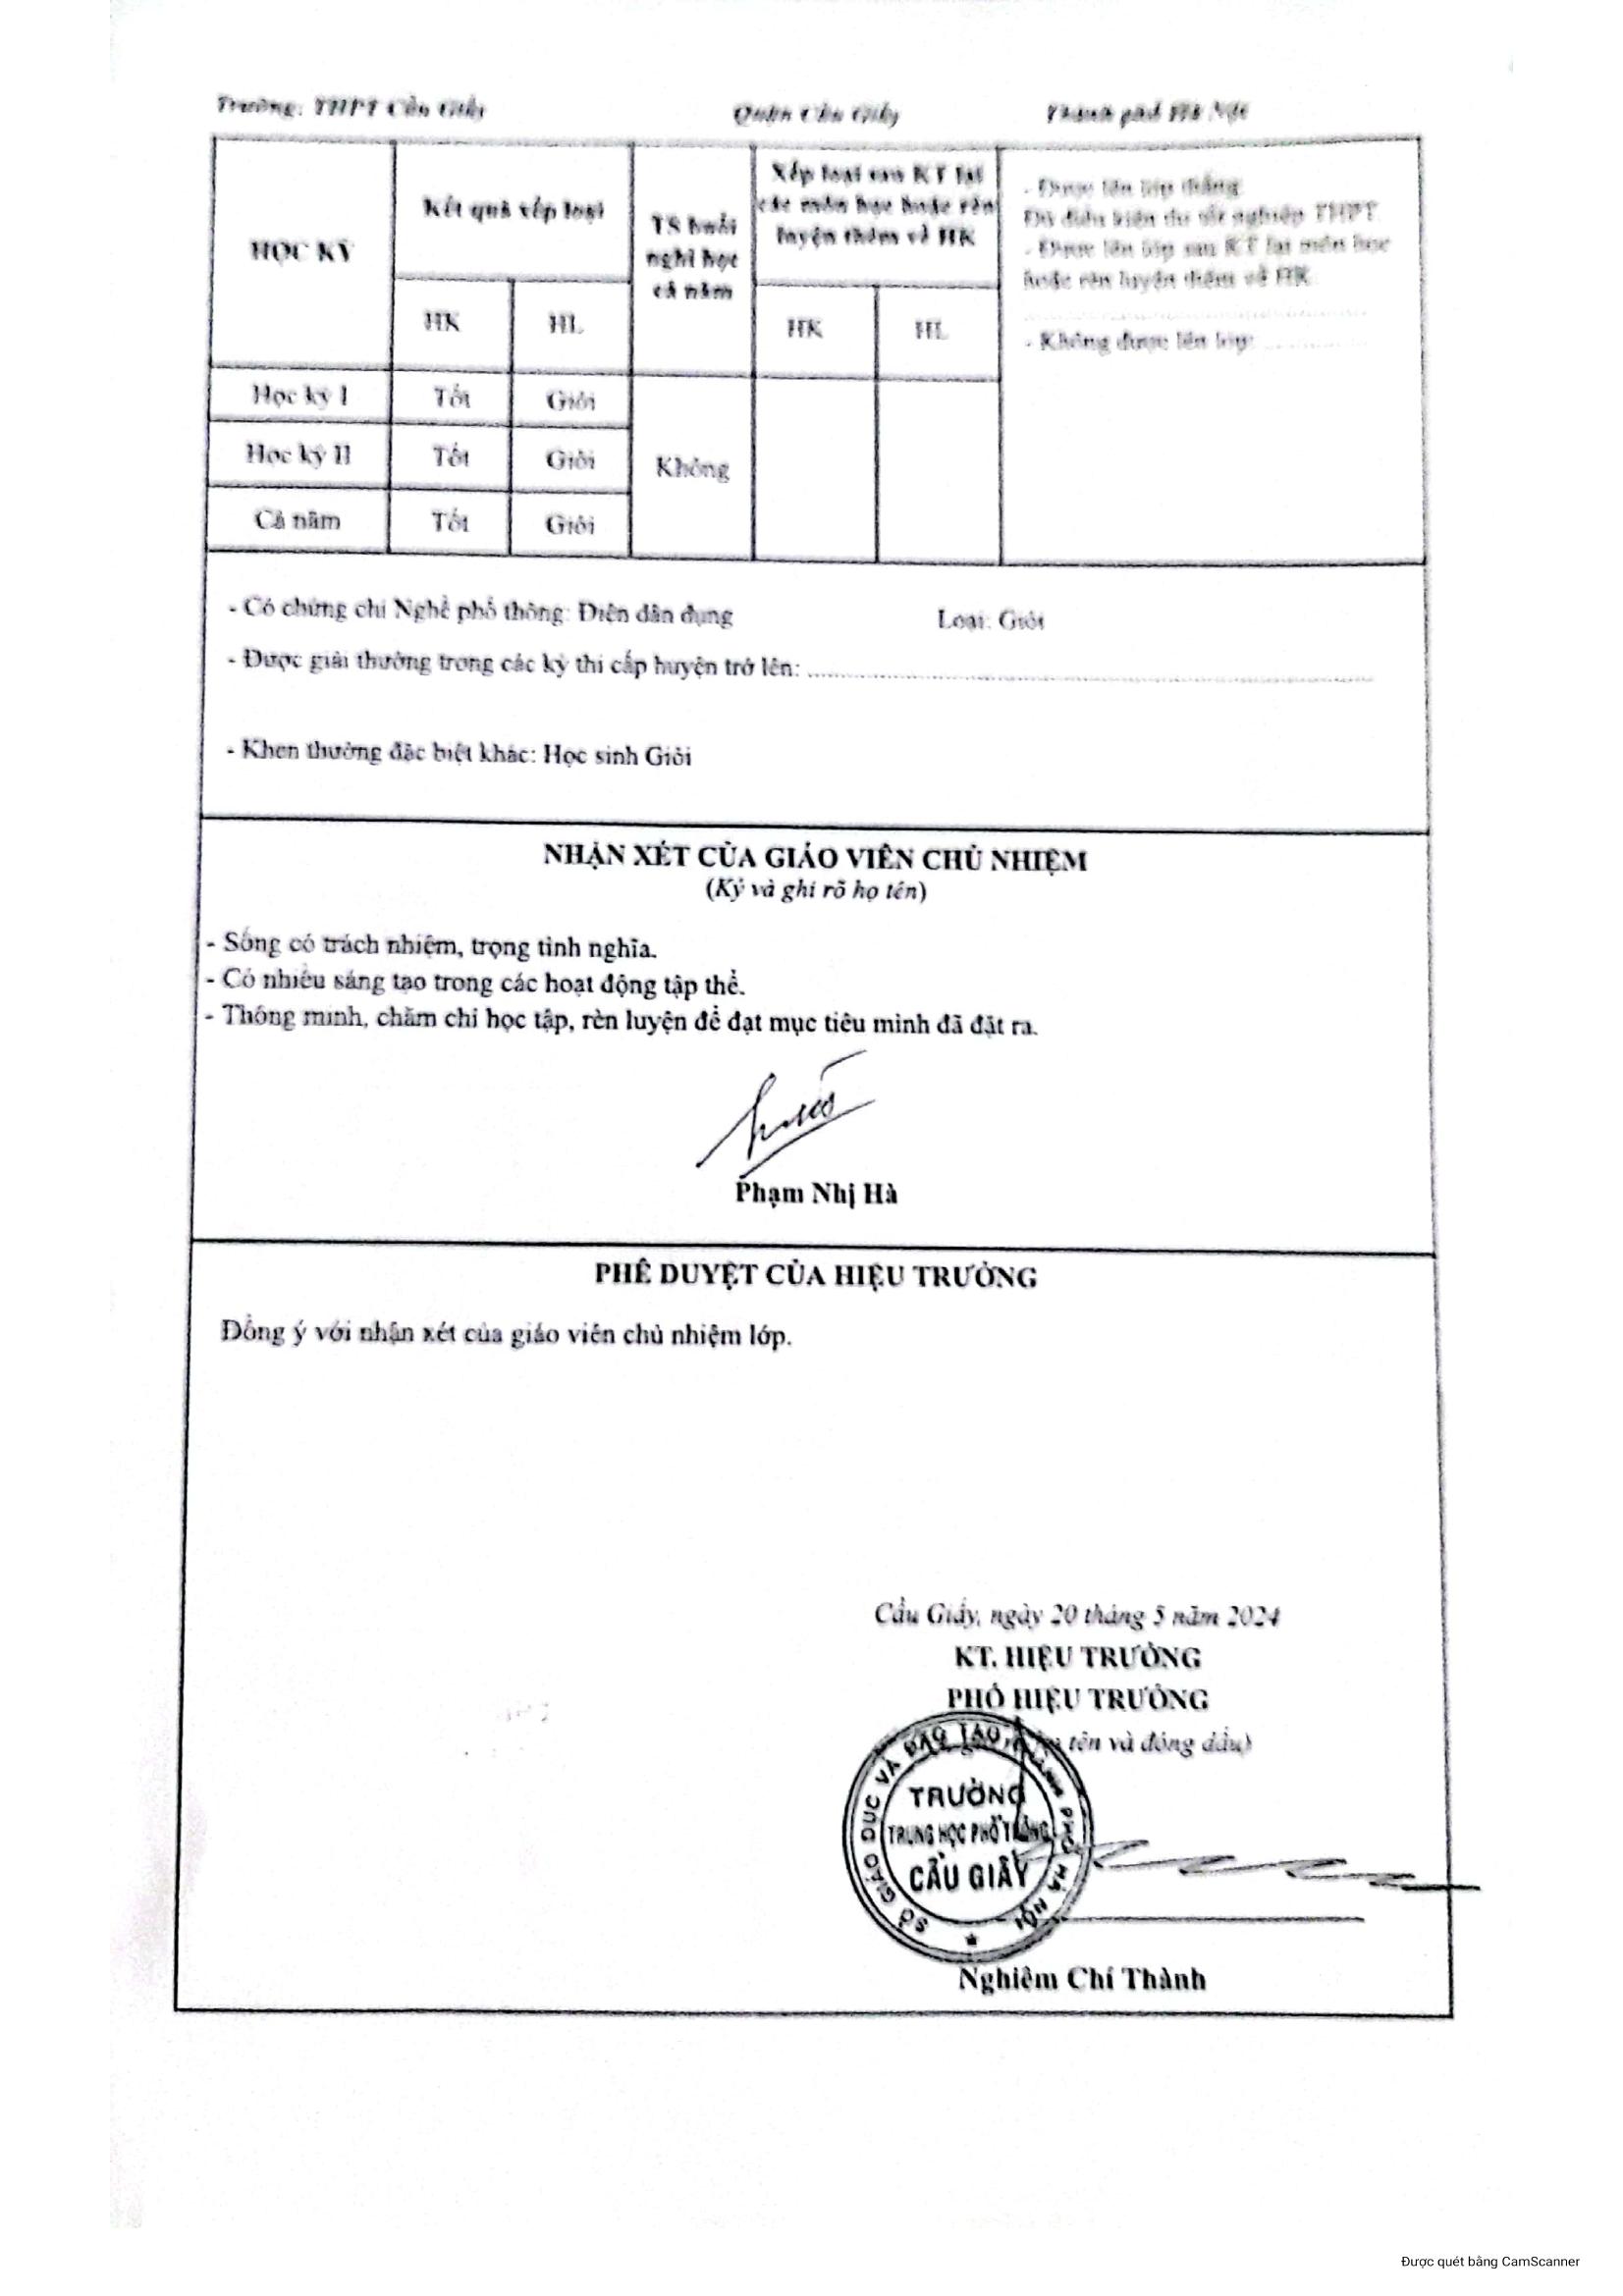 Trường: THPT Cầu Giấy Quận Cầu Giấy Thành phố Hà Nội
HỌC KỲ
Kết quả xếp loại
TS buổi
nghỉ học
cả năm
Xếp loại sau KT lại
các môn học hoặc rèn
luyện thêm về HK
- Được lên lớp thẳng
Đủ điều kiện dự tốt nghiệp THPT
- Được lên lớp sau KT lại môn học
hoặc rèn luyện thêm về HK
- Không được lên lớp:
HK HL HK HL
Học kỳ I Tốt Giỏi
Học kỳ II Tốt Giỏi Không
Cả năm Tốt Giỏi
- Có chứng chỉ Nghề phổ thông: Điện dân dụng Loại: Giỏi
- Được giải thưởng trong các kỳ thi cấp huyện trở lên:
- Khen thưởng đặc biệt khác: Học sinh Giỏi
NHẬN XÉT CỦA GIÁO VIÊN CHỦ NHIỆM
(Ký và ghi rõ họ tên)
- Sống có trách nhiệm, trọng tình nghĩa.
- Có nhiều sáng tạo trong các hoạt động tập thể.
- Thông minh, chăm chỉ học tập, rèn luyện để đạt mục tiêu mình đã đặt ra.
Phạm Nhị Hà
PHÊ DUYỆT CỦA HIỆU TRƯỞNG
Đồng ý với nhận xét của giáo viên chủ nhiệm lớp.
Cầu Giấy, ngày 20 tháng 5 năm 2024
KT. HIỆU TRƯỞNG
PHÓ HIỆU TRƯỞNG
tên và đóng dấu)
SỞ GIÁO DỤC VÀ ĐÀO TẠO THÀNH PHỐ HÀ NỘI
TRƯỜNG
TRUNG HỌC PHỔ THÔNG
CẦU GIẤY
Nghiêm Chí Thành
Được quét bằng CamScanner